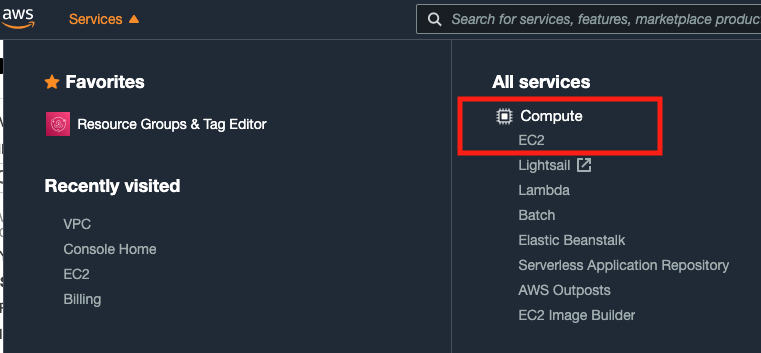 aws
Services
Search for services, features, marketplace produc
Favorites
Resource Groups & Tag Editor
Recently visited
VPC
Console Home
EC2
Billing
All services
Compute
EC2
Lightsail
Lambda
Batch
Elastic Beanstalk
Serverless Application Repository
AWS Outposts
EC2 Image Builder